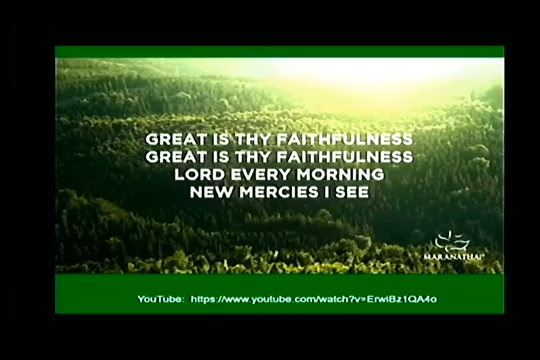 GREAT IS THY FAITHFULNESS
GREAT IS THY FAITHFULNESS
LORD EVERY MORNING
NEW MERCIES I SEE
MARANATHA!
YouTube: https://www.youtube.com/watch?v=ErwiBz1QA4o